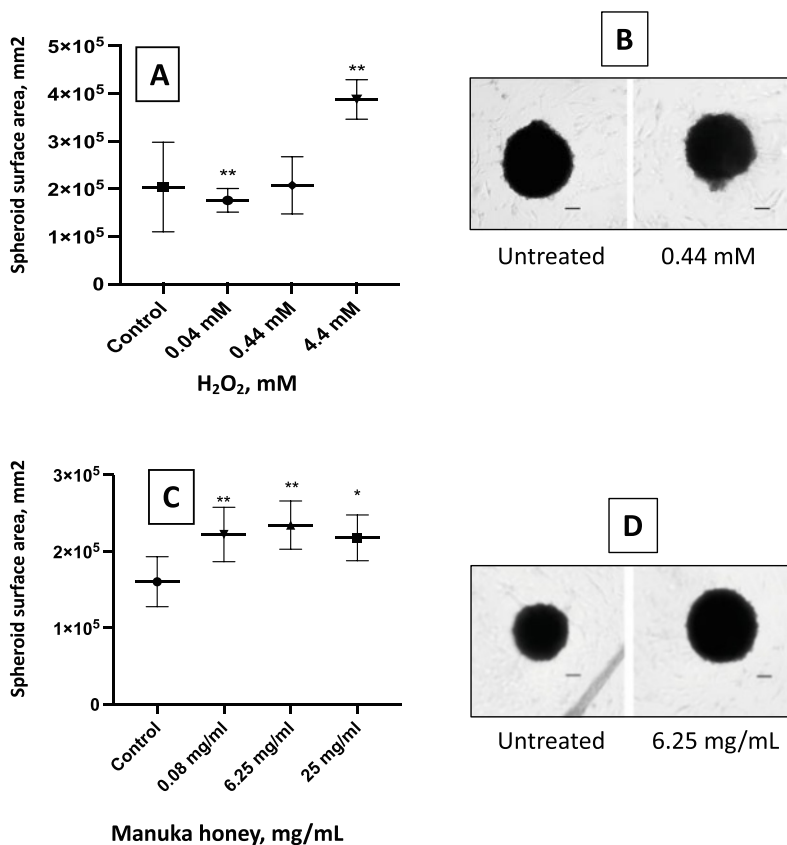 A
Spheroid surface area, mm2
5×10⁵
4×10⁵
3×10⁵
2×10⁵
1×10⁵
0
**
**
Control
0.04 mM
0.44 mM
4.4 mM
H₂O₂, mM
B
Untreated
0.44 mM
C
Spheroid surface area, mm2
3×10⁵
2×10⁵
1×10⁵
0
**
**
*
Control
0.08 mg/ml
6.25 mg/ml
25 mg/ml
Manuka honey, mg/mL
D
Untreated
6.25 mg/mL